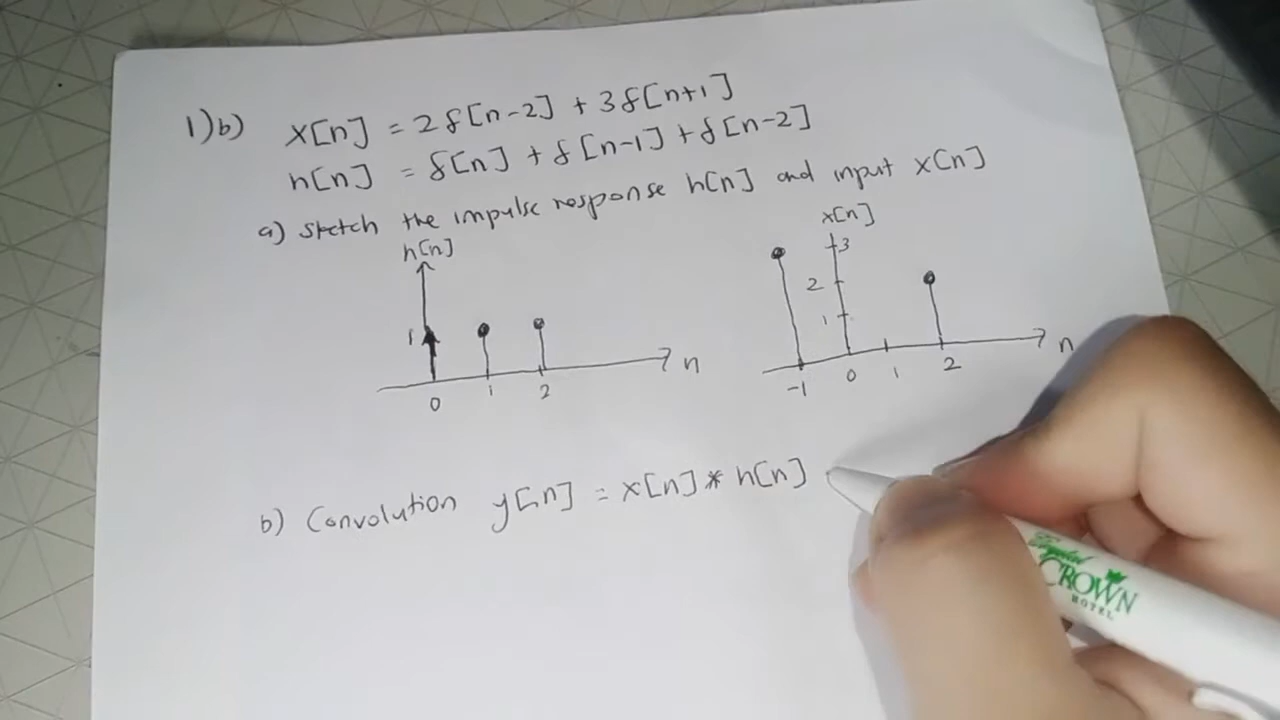 1)b) x[n] = 2δ[n-2] + 3δ[n+1]
h[n] = δ[n] + δ[n-1] + δ[n-2]
a) sketch the impulse response h[n] and input x[n]
h[n]
1
0 1 2 n
x[n]
3
2
1
-1 0 1 2 n
b) Convolution y[n] = x[n] * h[n]
CROWN
HOTEL